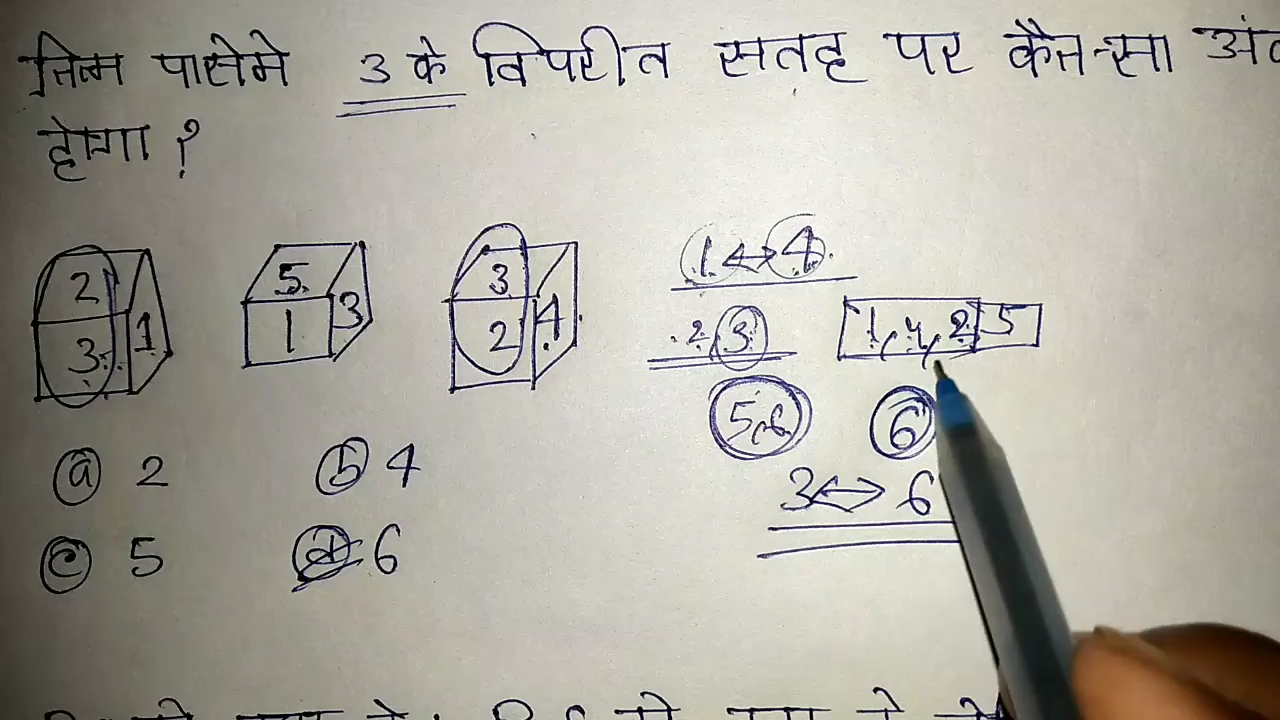 निम्न पासेमे 3 के विपरीत सतह पर कौन-सा अंक
होगा ?
2 3 1
5 1 3
3 2 4
1 ↔ 4
2, 3
1, 4, 2 5
5, 6
6
3 ↔ 6
(a) 2 (b) 4
(c) 5 (d) 6